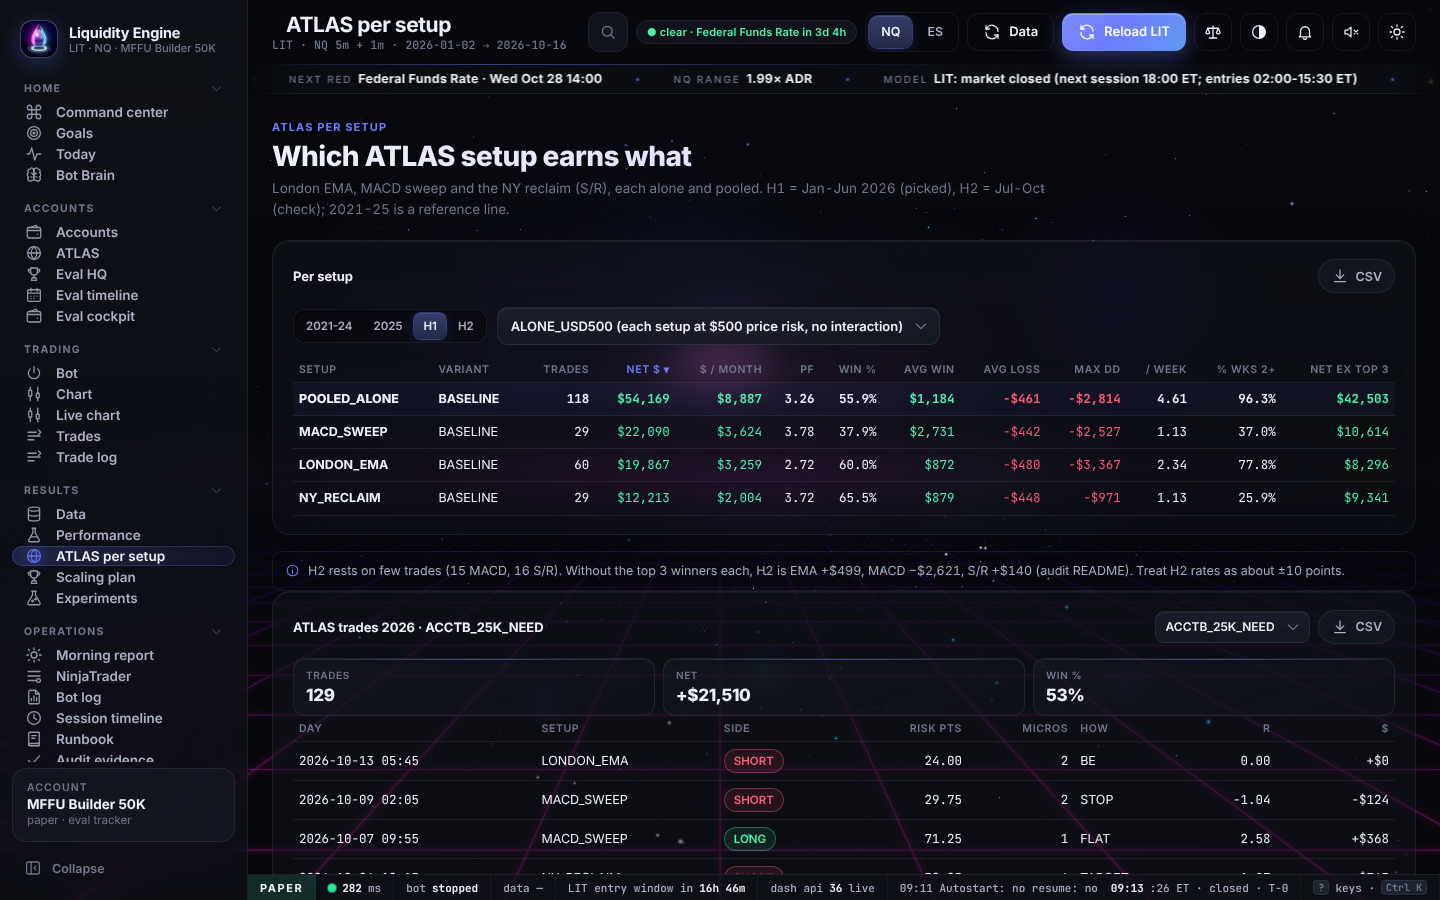 Liquidity Engine
LIT · NQ · MFFU Builder 50K
HOME
Command center
Goals
Today
Bot Brain
ACCOUNTS
Accounts
ATLAS
Eval HQ
Eval timeline
Eval cockpit
TRADING
Bot
Chart
Live chart
Trades
Trade log
RESULTS
Data
Performance
ATLAS per setup
Scaling plan
Experiments
OPERATIONS
Morning report
NinjaTrader
Bot log
Session timeline
Runbook
Audit evidence
ACCOUNT
MFFU Builder 50K
paper · eval tracker
Collapse
ATLAS per setup
LIT · NQ 5m + 1m · 2026-01-02 → 2026-10-16
clear · Federal Funds Rate in 3d 4h
NQ ES
Data
Reload LIT
NEXT RED Federal Funds Rate · Wed Oct 28 14:00 NQ RANGE 1.99× ADR MODEL LIT: market closed (next session 18:00 ET; entries 02:00-15:30 ET)
ATLAS PER SETUP
Which ATLAS setup earns what
London EMA, MACD sweep and the NY reclaim (S/R), each alone and pooled. H1 = Jan-Jun 2026 (picked), H2 = Jul-Oct
(check); 2021-25 is a reference line.
Per setup
CSV
2021-24 2025 H1 H2
ALONE_USD500 (each setup at $500 price risk, no interaction)
SETUP VARIANT TRADES NET $ ▾ $ / MONTH PF WIN % AVG WIN AVG LOSS MAX DD / WEEK % WKS 2+ NET EX TOP 3
POOLED_ALONE BASELINE 118 $54,169 $8,887 3.26 55.9% $1,184 -$461 -$2,814 4.61 96.3% $42,503
MACD_SWEEP BASELINE 29 $22,090 $3,624 3.78 37.9% $2,731 -$442 -$2,527 1.13 37.0% $10,614
LONDON_EMA BASELINE 60 $19,867 $3,259 2.72 60.0% $872 -$480 -$3,367 2.34 77.8% $8,296
NY_RECLAIM BASELINE 29 $12,213 $2,004 3.72 65.5% $879 -$448 -$971 1.13 25.9% $9,341
H2 rests on few trades (15 MACD, 16 S/R). Without the top 3 winners each, H2 is EMA +$499, MACD −$2,621, S/R +$140 (audit README). Treat H2 rates as about ±10 points.
ATLAS trades 2026 · ACCTB_25K_NEED
ACCTB_25K_NEED
CSV
TRADES
129
NET
+$21,510
WIN %
53%
DAY SETUP SIDE RISK PTS MICROS HOW R $
2026-10-13 05:45 LONDON_EMA SHORT 24.00 2 BE 0.00 +$0
2026-10-09 02:05 MACD_SWEEP SHORT 29.75 2 STOP -1.04 -$124
2026-10-07 09:55 MACD_SWEEP LONG 71.25 1 FLAT 2.58 +$368
PAPER 282 ms bot stopped data — LIT entry window in 16h 46m dash api 36 live 09:11 Autostart: no resume: no 09:13 :26 ET · closed · T-0 ? keys · Ctrl K